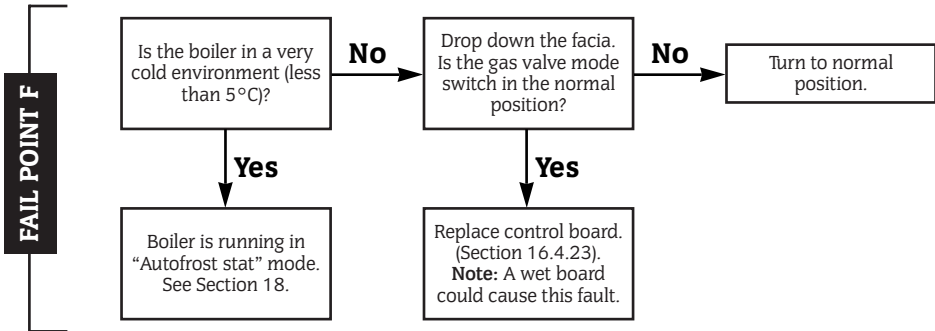 FAIL POINT F
Is the boiler in a very
cold environment (less
than 5°C)?
No
Drop down the facia.
Is the gas valve mode
switch in the normal
position?
No
Turn to normal
position.
Yes
Yes
Boiler is running in
“Autofrost stat” mode.
See Section 18.
Replace control board.
(Section 16.4.23).
Note: A wet board
could cause this fault.